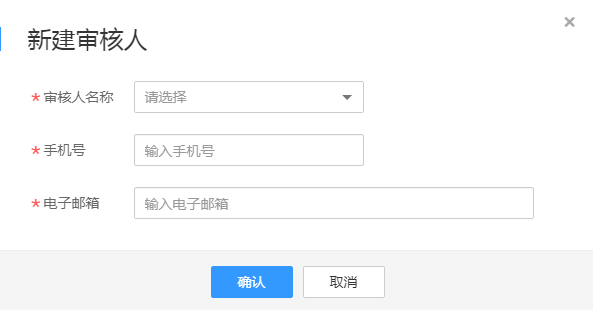 新建审核人
* 审核人名称 请选择
* 手机号 输入手机号
* 电子邮箱 输入电子邮箱
确认 取消